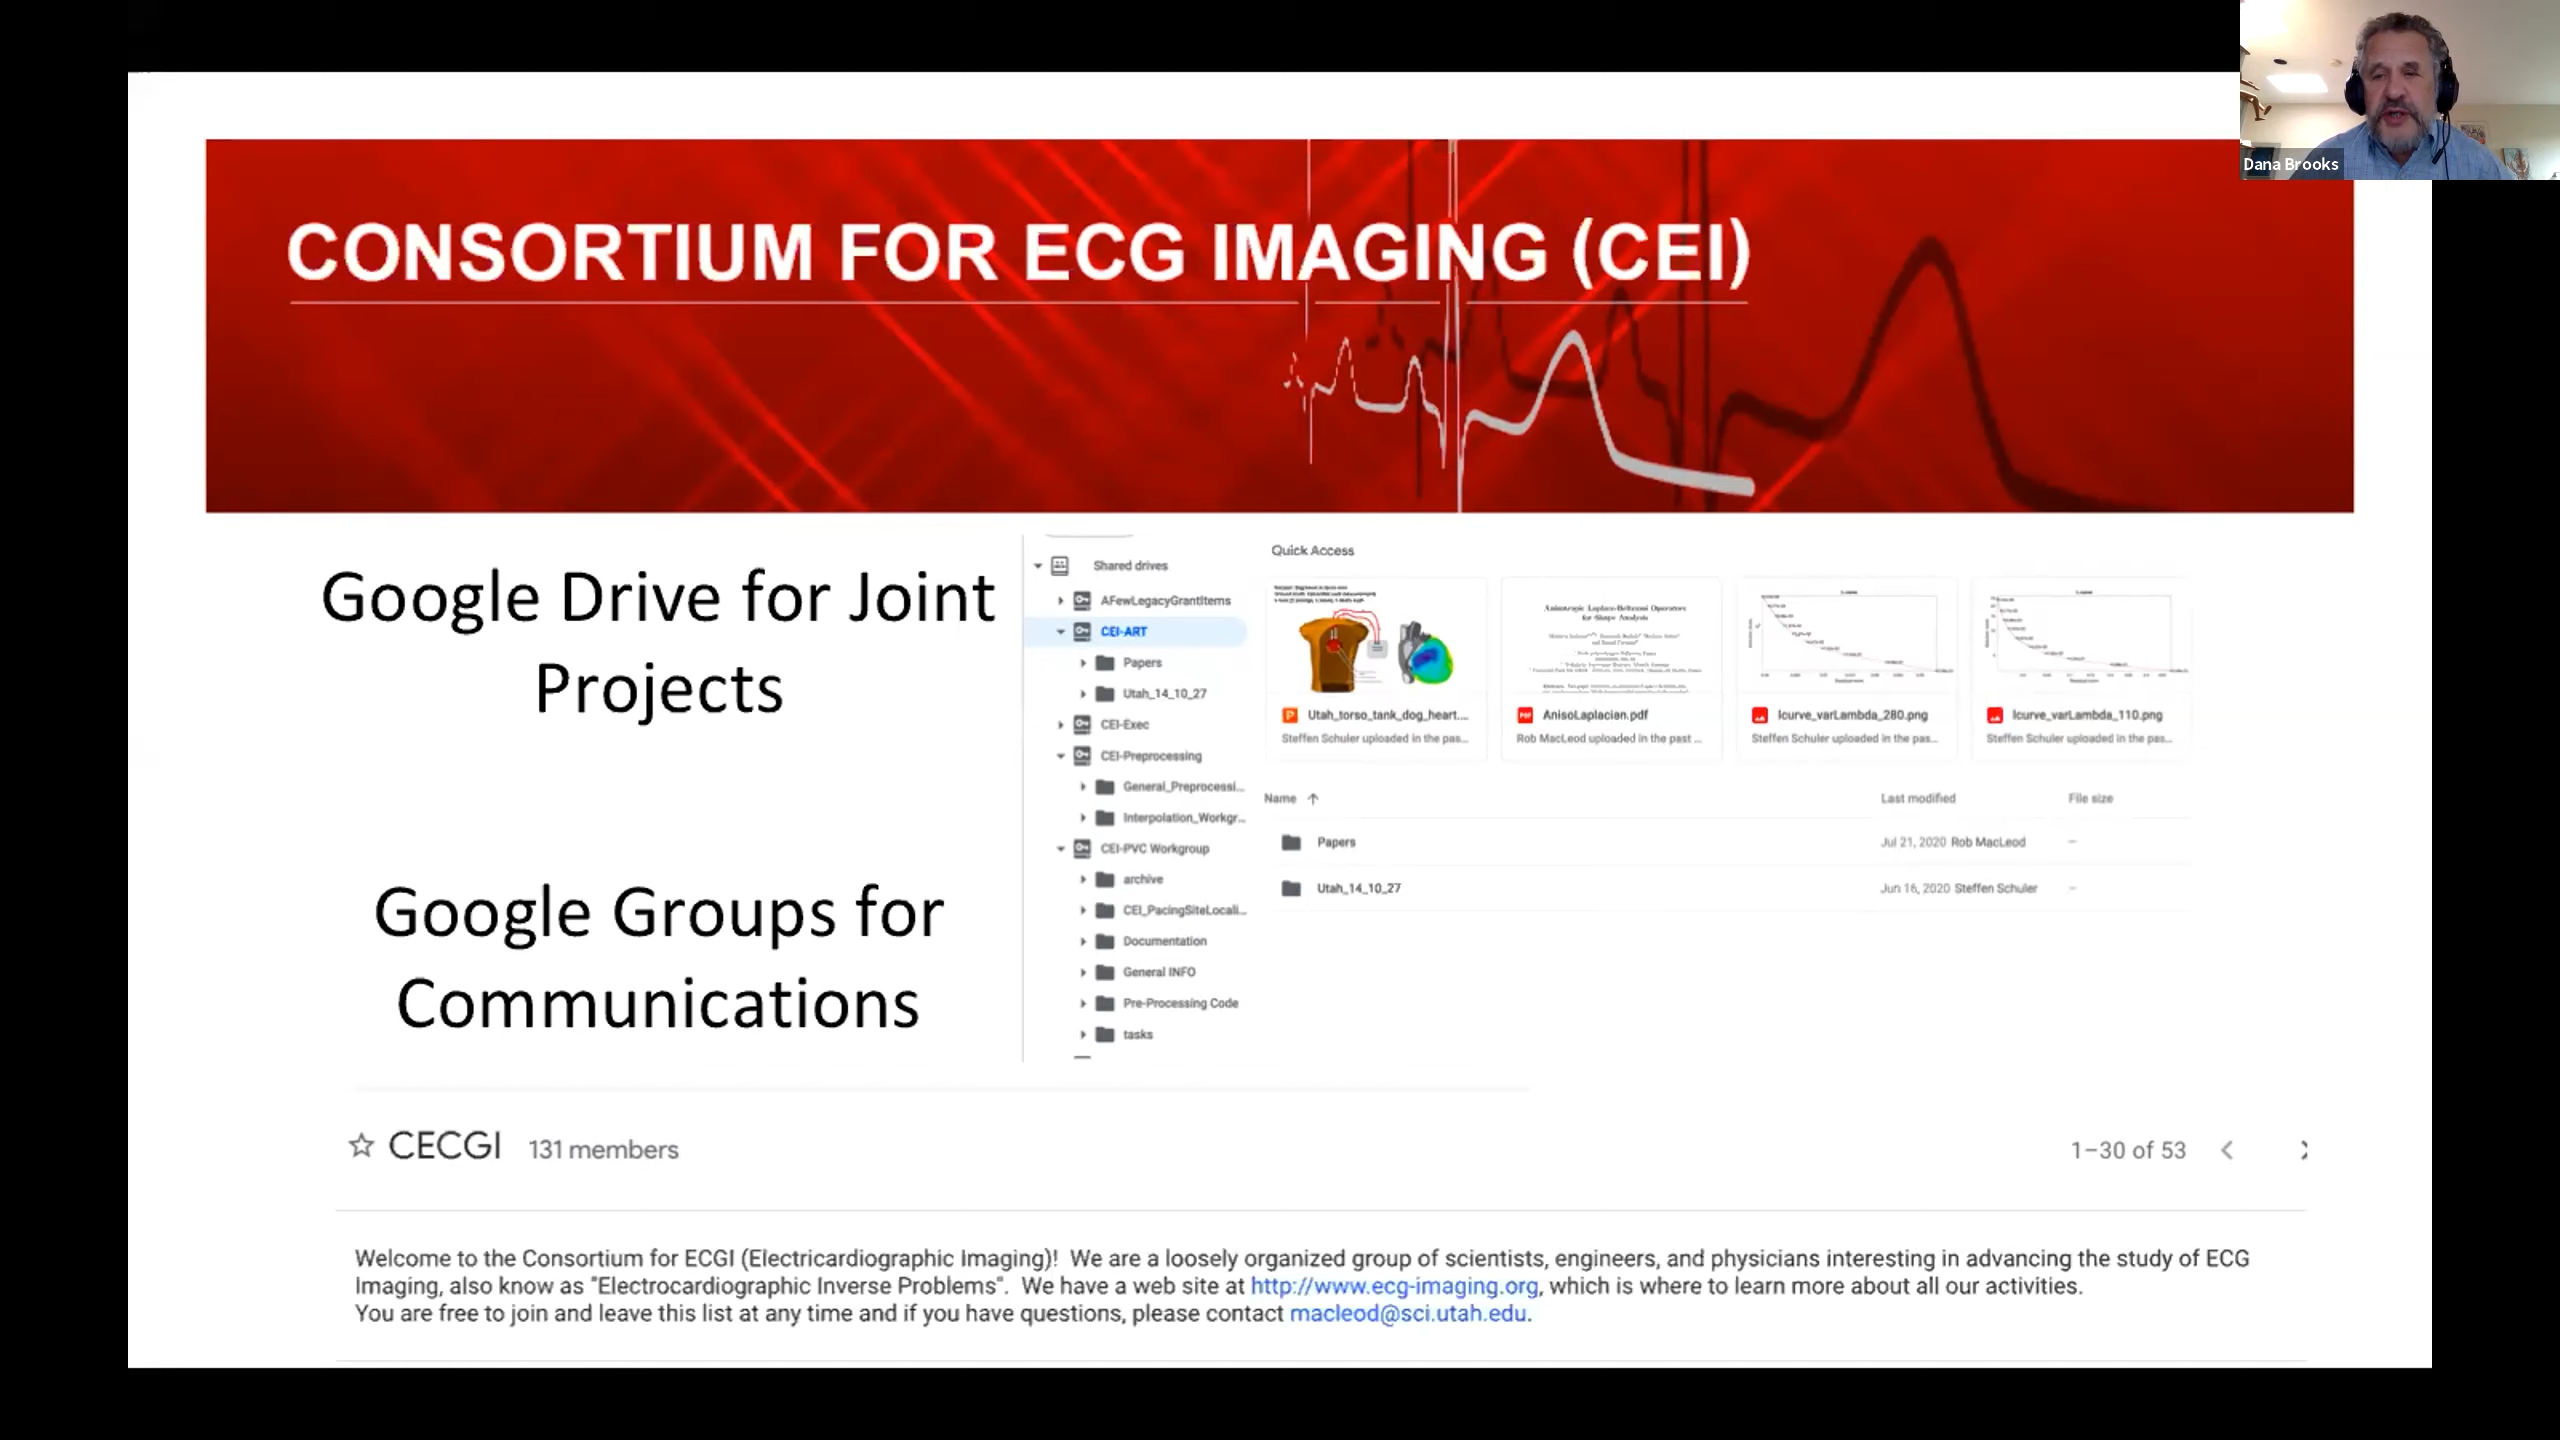 Dana Brooks
CONSORTIUM FOR ECG IMAGING (CEI)
Google Drive for Joint
Projects
Google Groups for
Communications
Shared drives
AFewLegacyGrantItems
CEI-ART
Papers
Utah_14_10_27
CEI-Exec
CEI-Preprocessing
General_Preprocessi...
Interpolation_Workgr...
CEI-PVC Workgroup
archive
CEI_PacingSiteLocali...
Documentation
General INFO
Pre-Processing Code
tasks
Quick Access
Anisotropic Laplace-Beltrami Operators
for Shape Analysis
Utah_torso_tank_dog_heart....
Steffen Schuler uploaded in the pas...
PDF
AnisoLaplacian.pdf
Rob MacLeod uploaded in the past ...
lcurve_varLambda_280.png
Steffen Schuler uploaded in the pas...
lcurve_varLambda_110.png
Steffen Schuler uploaded in the pas...
Name Last modified File size
Papers Jul 21, 2020 Rob MacLeod –
Utah_14_10_27 Jun 16, 2020 Steffen Schuler –
CECGI 131 members 1–30 of 53
Welcome to the Consortium for ECGI (Electricardiographic Imaging)! We are a loosely organized group of scientists, engineers, and physicians interesting in advancing the study of ECG
Imaging, also know as "Electrocardiographic Inverse Problems". We have a web site at http://www.ecg-imaging.org, which is where to learn more about all our activities.
You are free to join and leave this list at any time and if you have questions, please contact macleod@sci.utah.edu.